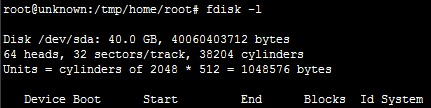 root@unknown:/tmp/home/root# fdisk -l
Disk /dev/sda: 40.0 GB, 40060403712 bytes
64 heads, 32 sectors/track, 38204 cylinders
Units = cylinders of 2048 * 512 = 1048576 bytes
Device Boot Start End Blocks Id System